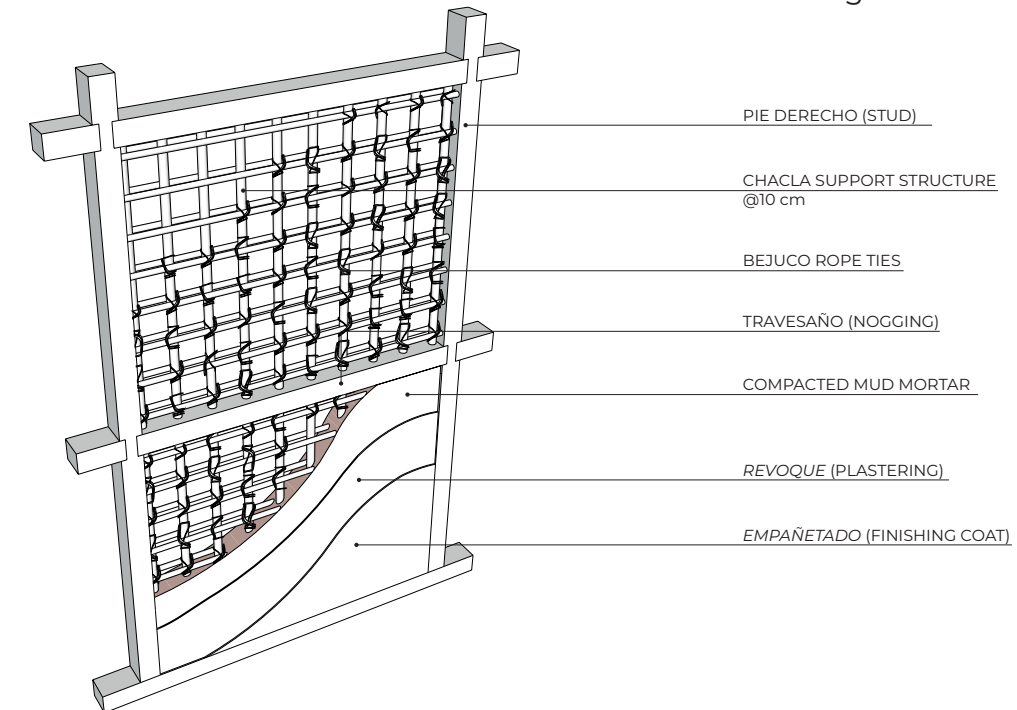 PIE DERECHO (STUD)
CHACLA SUPPORT STRUCTURE
@10 cm
BEJUCO ROPE TIES
TRAVESAÑO (NOGGING)
COMPACTED MUD MORTAR
REVOQUE (PLASTERING)
EMPAÑETADO (FINISHING COAT)